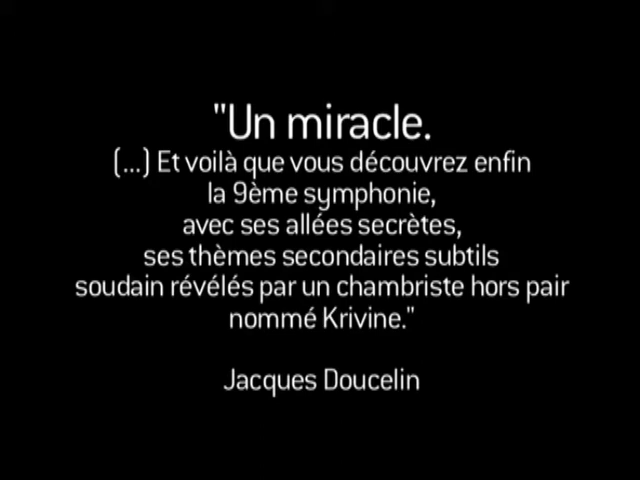 "Un miracle.
(...) Et voilà que vous découvrez enfin
la 9ème symphonie,
avec ses allées secrètes,
ses thèmes secondaires subtils
soudain révélés par un chambriste hors pair
nommé Krivine."
Jacques Doucelin